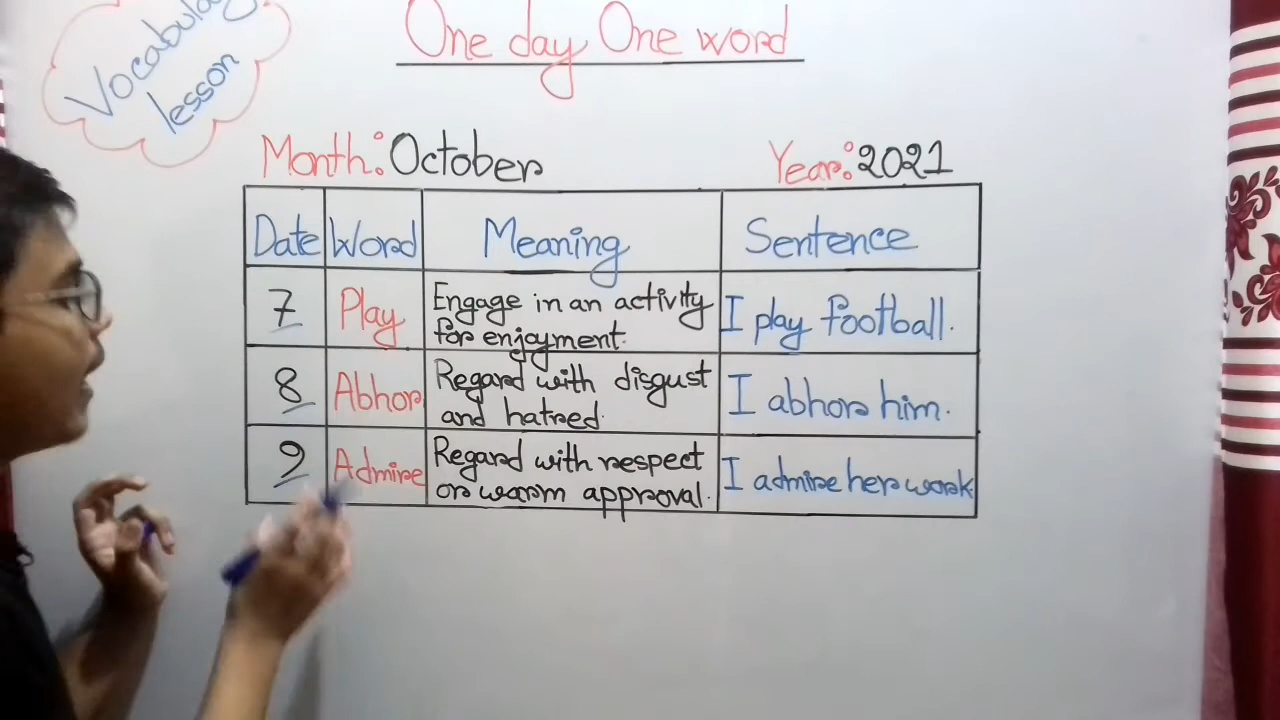 Vocabulary
lesson
One day One word
Month: October
Year: 2021
Date Word Meaning Sentence
7 Play Engage in an activity
for enjoyment. I play football.
8 Abhor Regard with disgust
and hatred. I abhor him.
9 Admire Regard with respect
or warm approval. I admire her work